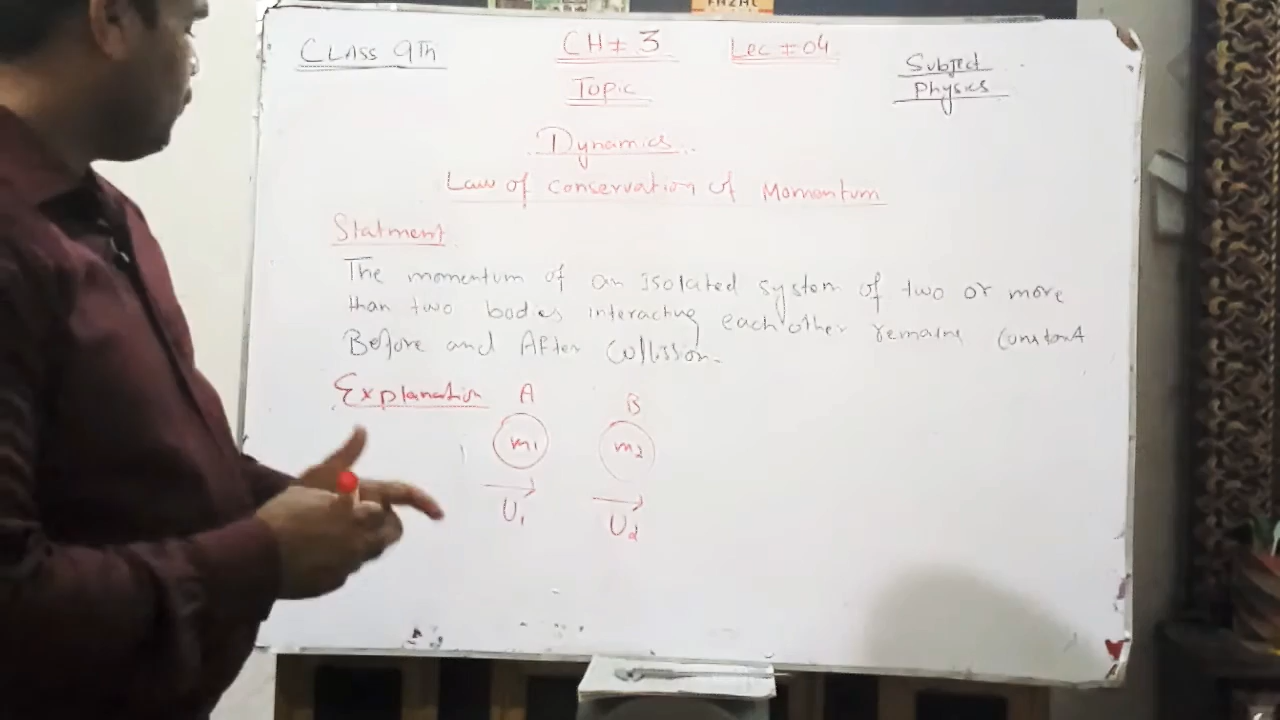 FAZAL
CLASS 9Th
CH # 3
Lec # 04
Subject
Physics
Topic
Dynamics
Law of Conservation of Momentum
Statment
The momentum of an Isolated system of two or more
than two bodies interacting each other remains Constant
Before and After Collission.
Explanation
A
B
m1
m2
U1
U2